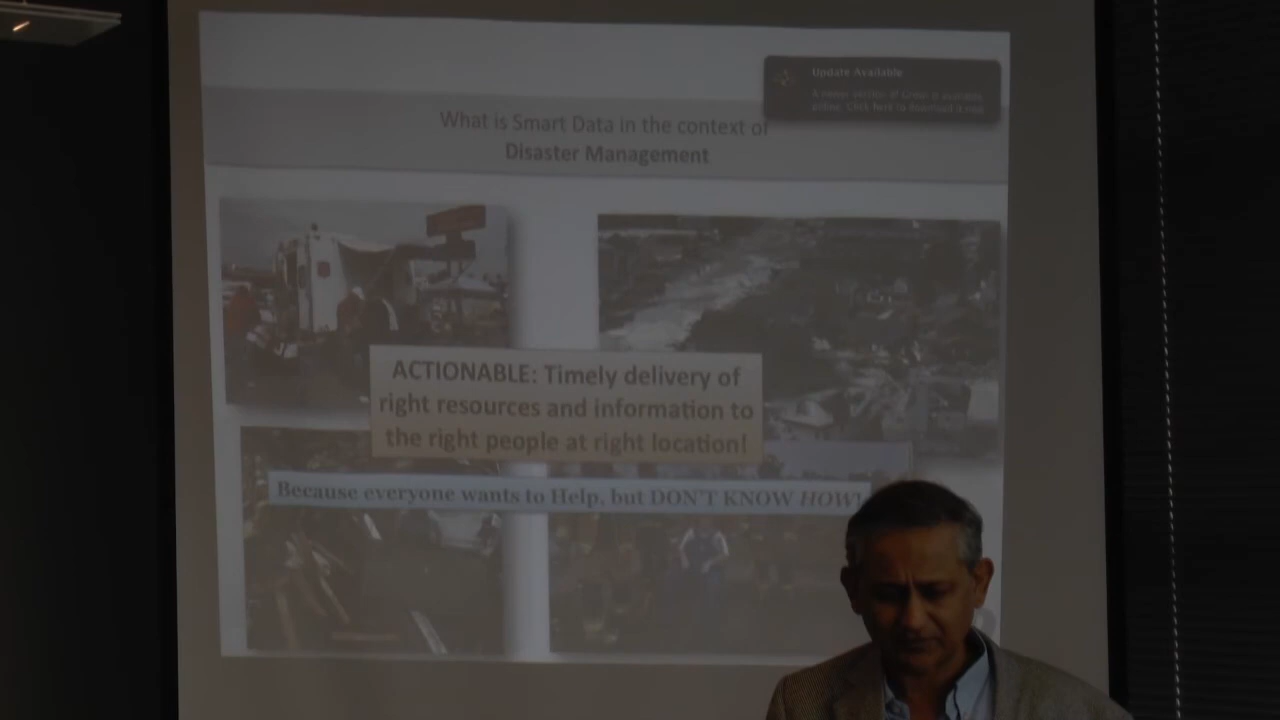 Update Available
What is Smart Data in the context of
Disaster Management
ACTIONABLE: Timely delivery of
right resources and information to
the right people at right location!
Because everyone wants to Help, but DON'T KNOW HOW!